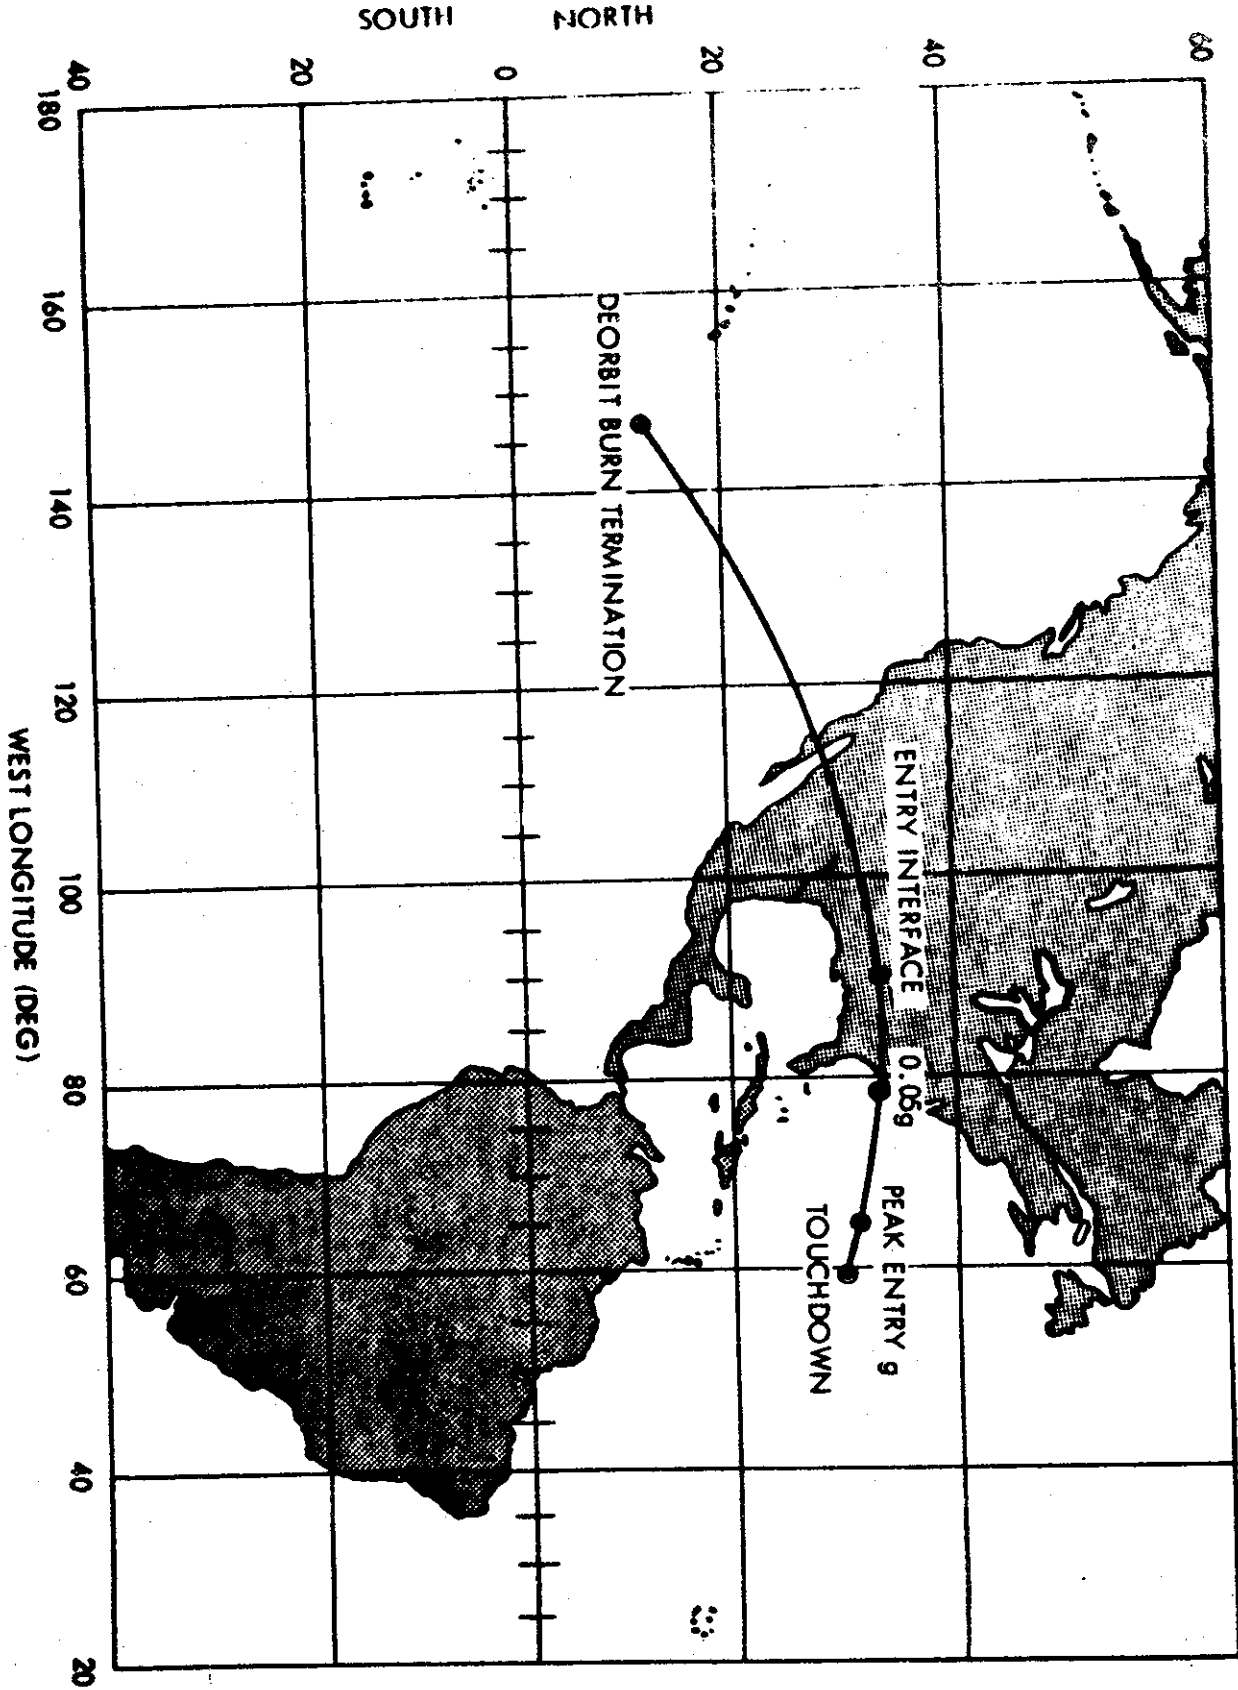 60
40
20
0
20
40
NORTH
SOUTH
ENTRY INTERFACE
0.05g
PEAK ENTRY g
TOUCHDOWN
DEORBIT BURN TERMINATION
180
160
140
120
100
80
60
40
20
WEST LONGITUDE (DEG)